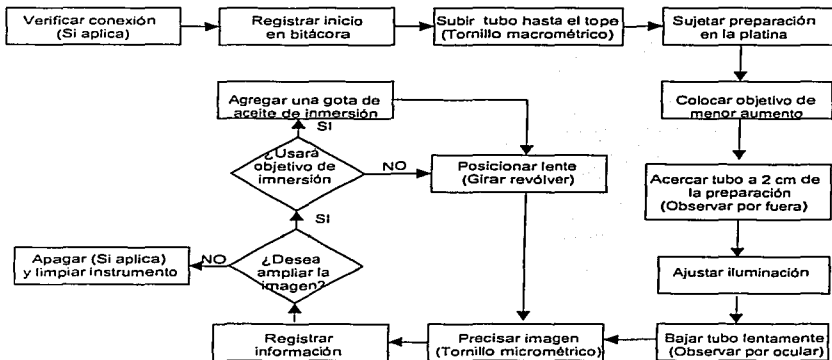 Verificar conexión
(Si aplica)
Registrar inicio
en bitácora
Subir tubo hasta el tope
(Tornillo macrométrico)
Sujetar preparación
en la platina
Agregar una gota de
aceite de inmersión
SI
Colocar objetivo de
menor aumento
¿Usará
objetivo de
imnersión
NO
Posicionar lente
(Girar revólver)
Acercar tubo a 2 cm de
la preparación
(Observar por fuera)
SI
Apagar (Si aplica)
y limpiar instrumento
NO
¿Desea
ampliar la
imagen?
Ajustar iluminación
Registrar
información
Precisar imagen
(Tornillo micrométrico)
Bajar tubo lentamente
(Observar por ocular)